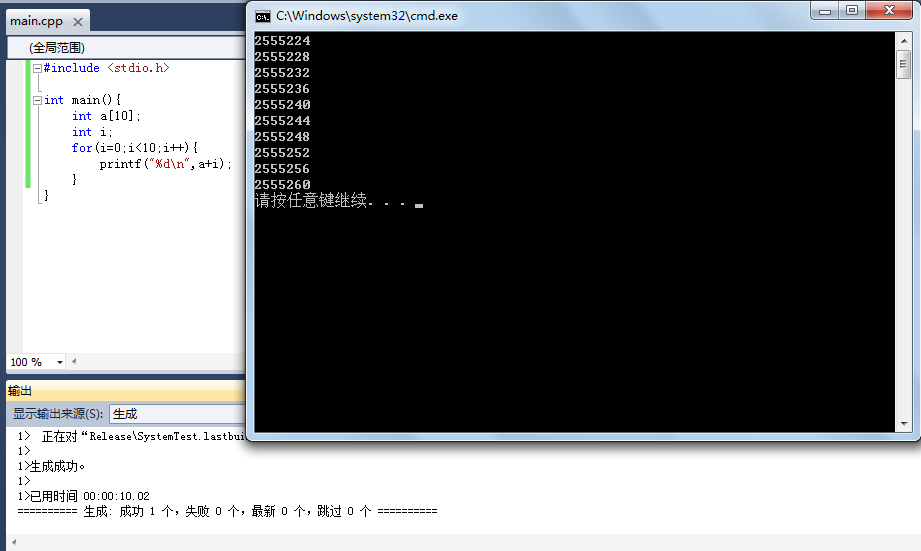 main.cpp
(全局范围)
#include <stdio.h>
int main(){
int a[10];
int i;
for(i=0;i<10;i++){
printf("%d\n",a+i);
}
}
100 %
C:\Windows\system32\cmd.exe
2555224
2555228
2555232
2555236
2555240
2555244
2555248
2555252
2555256
2555260
请按任意键继续. . .
输出
显示输出来源(S): 生成
1> 正在对“Release\SystemTest.lastbui
1>
1>生成成功。
1>
1>已用时间 00:00:10.02
========== 生成: 成功 1 个，失败 0 个，最新 0 个，跳过 0 个 ==========